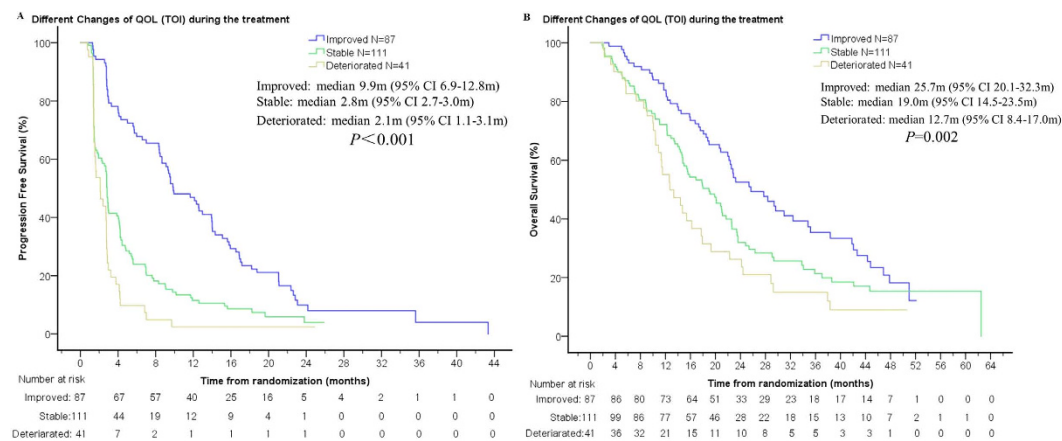 A
Different Changes of QOL (TOI) during the treatment
Improved N=87
Stable N=111
Deteriorated N=41
Improved: median 9.9m (95% CI 6.9-12.8m)
Stable: median 2.8m (95% CI 2.7-3.0m)
Deteriorated: median 2.1m (95% CI 1.1-3.1m)
P<0.001
Progression Free Survival (%)
100
80
60
40
20
0
0 4 8 12 16 20 24 28 32 36 40 44
Time from randomization (months)
Number at risk
Improved: 87 67 57 40 25 16 5 4 2 1 1 0
Stable:111 44 19 12 9 4 1 0 0 0 0 0
Deteriarated: 41 7 2 1 1 1 1 0 0 0 0 0
B
Different Changes of QOL (TOI) during the treatment
Improved N=87
Stable N=111
Deteriorated N=41
Improved: median 25.7m (95% CI 20.1-32.3m)
Stable: median 19.0m (95% CI 14.5-23.5m)
Deteriorated: median 12.7m (95% CI 8.4-17.0m)
P=0.002
Overall Survival (%)
100
80
60
40
20
0
0 4 8 12 16 20 24 28 32 36 40 44 48 52 56 60 64
Time from randomization (months)
Number at risk
Improved: 87 86 80 73 64 51 33 29 23 18 17 14 7 1 0 0 0
Stable:111 99 86 77 57 46 28 22 18 15 13 10 7 2 1 1 0
Deteriarated:41 36 32 21 15 11 10 8 5 5 3 3 1 0 0 0 0